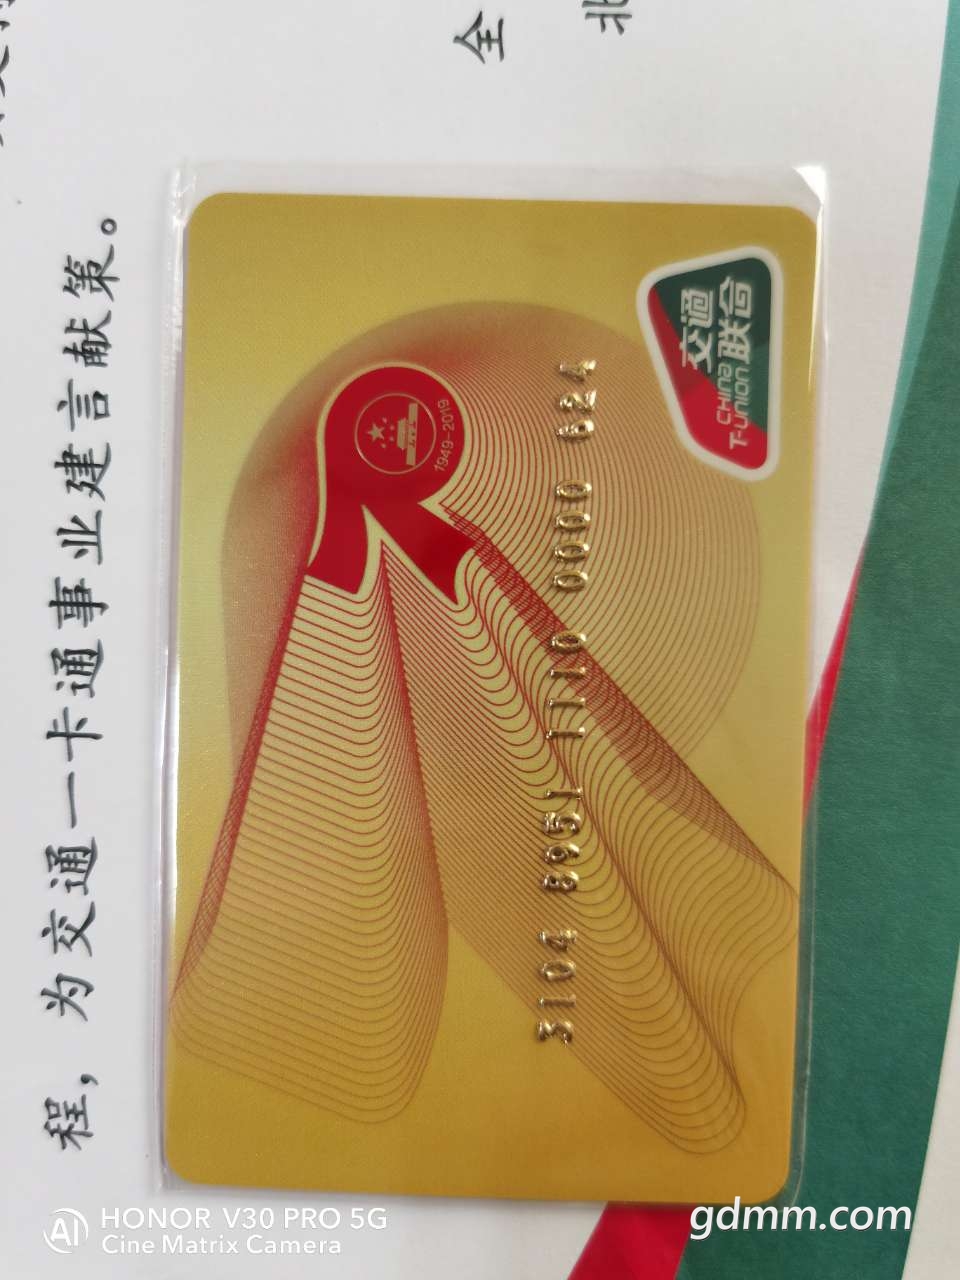 全
北
程，为交通一卡通事业建言献策。
交通
联合
CHINA
T-UNION
1949-2019
3104 8951 1710 0000 624
HONOR V30 PRO 5G
Cine Matrix Camera
gdmm.com